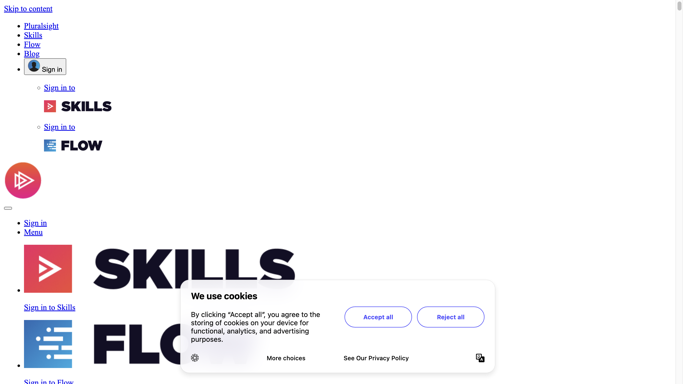 Skip to content
Pluralsight
Skills
Flow
Blog
Sign in
Sign in to
SKILLS
Sign in to
FLOW
Sign in
Menu
SKILLS
Sign in to Skills
FLO
Sign in to Flow
We use cookies
By clicking “Accept all”, you agree to the
storing of cookies on your device for
functional, analytics, and advertising
purposes.
Accept all
Reject all
More choices
See Our Privacy Policy